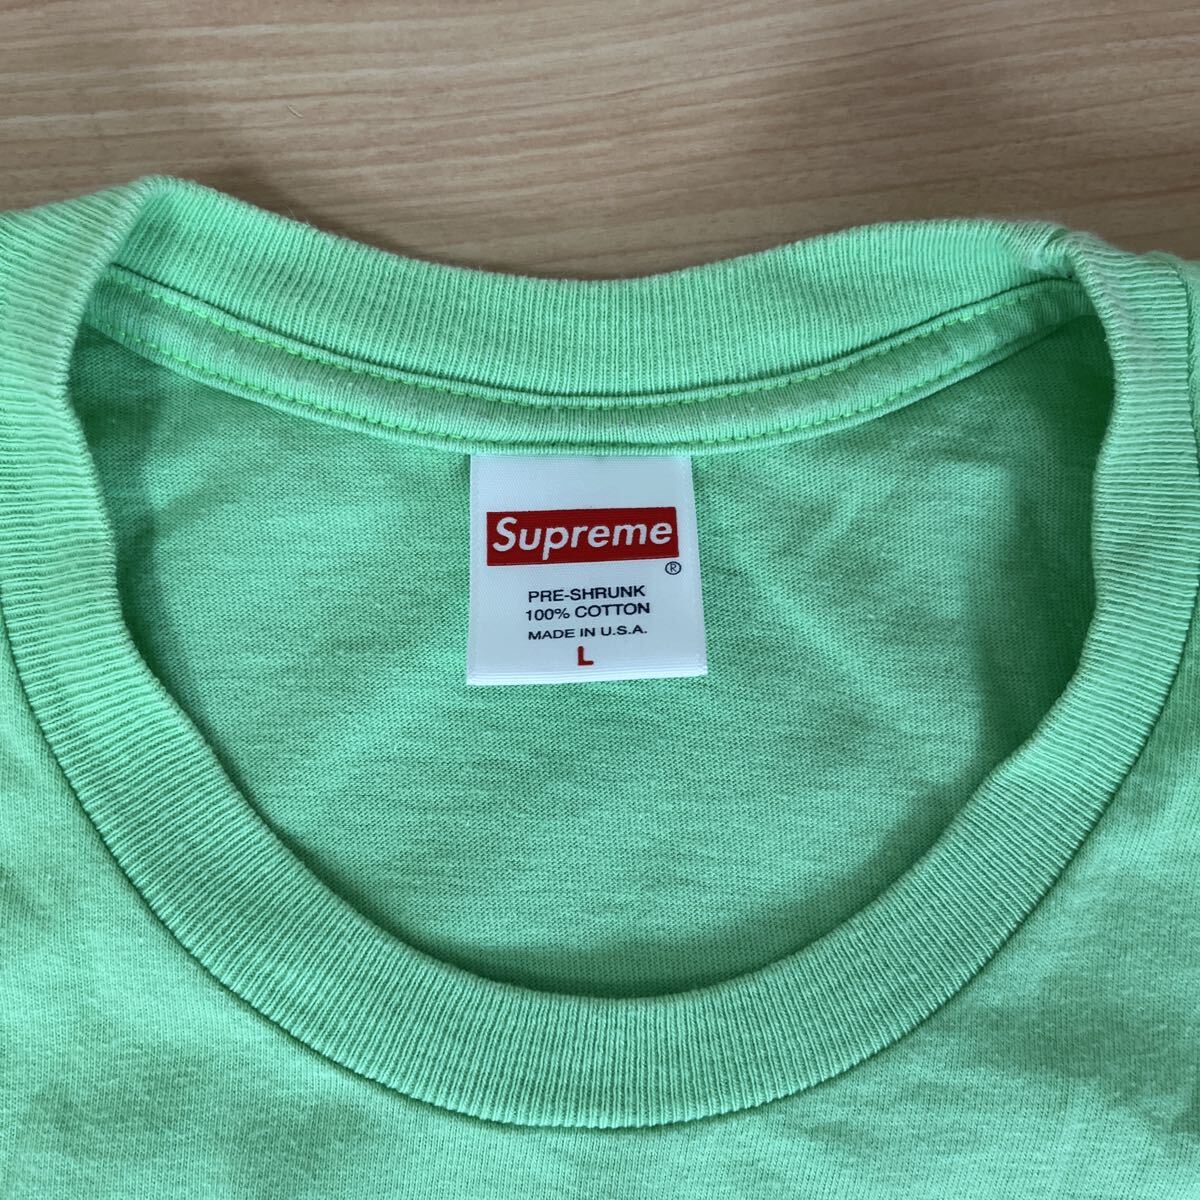 Supreme
®
PRE-SHRUNK
100% COTTON
MADE IN U.S.A.
L